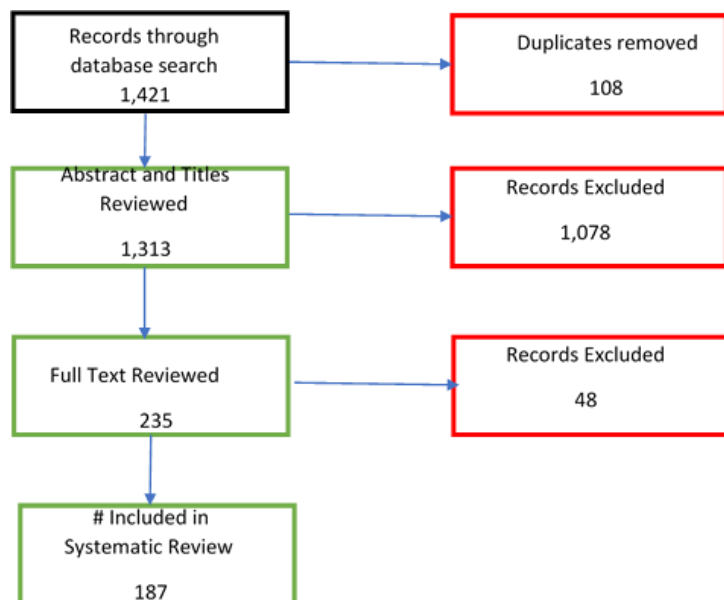 Records through
database search
1,421
Duplicates removed
108
Abstract and Titles
Reviewed
1,313
Records Excluded
1,078
Full Text Reviewed
235
Records Excluded
48
# Included in
Systematic Review
187